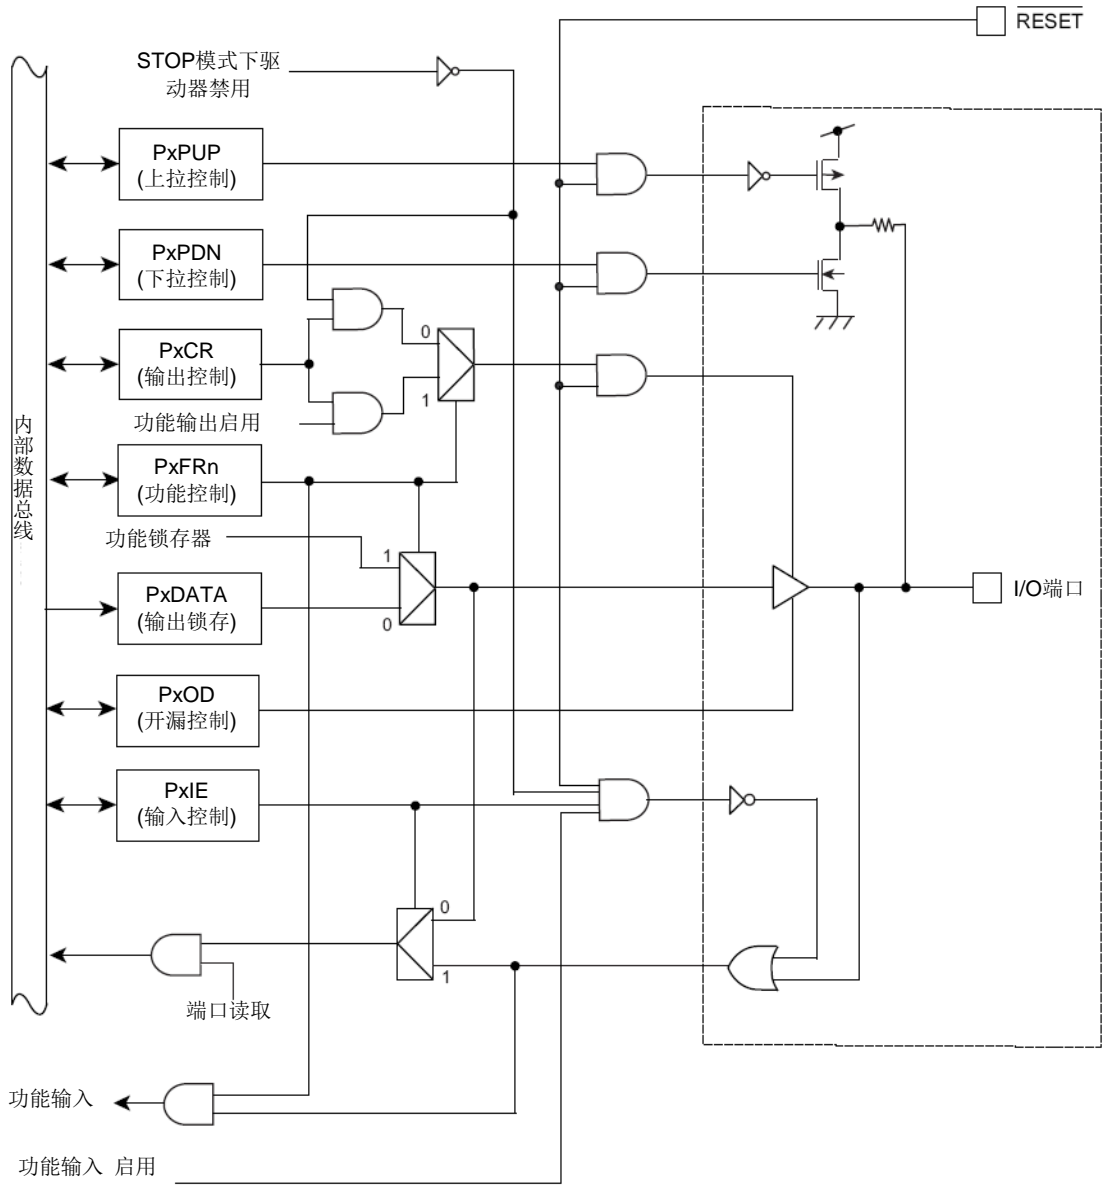 RESET
STOP模式下驱
动器禁用
PxPUP
(上拉控制)
PxPDN
(下拉控制)
0
PxCR
(输出控制)
1
功能输出启用
内部数据总线
PxFRn
(功能控制)
功能锁存器
1
PxDATA
(输出锁存)
0
I/O端口
PxOD
(开漏控制)
PxIE
(输入控制)
0
1
端口读取
功能输入
功能输入 启用